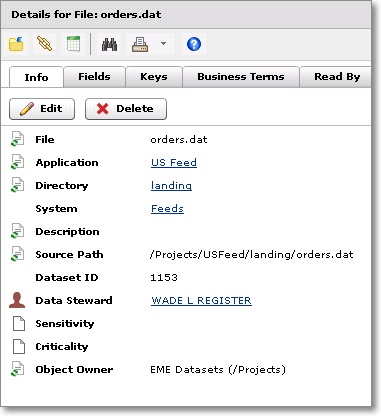 Details for File: orders.dat
Info Fields Keys Business Terms Read By
Edit Delete
File orders.dat
Application US Feed
Directory landing
System Feeds
Description
Source Path /Projects/USFeed/landing/orders.dat
Dataset ID 1153
Data Steward WADE L REGISTER
Sensitivity
Criticality
Object Owner EME Datasets (/Projects)